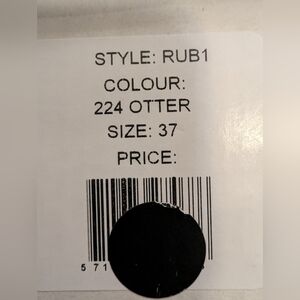 STYLE: RUB1
COLOUR:
224 OTTER
SIZE: 37
PRICE:
571